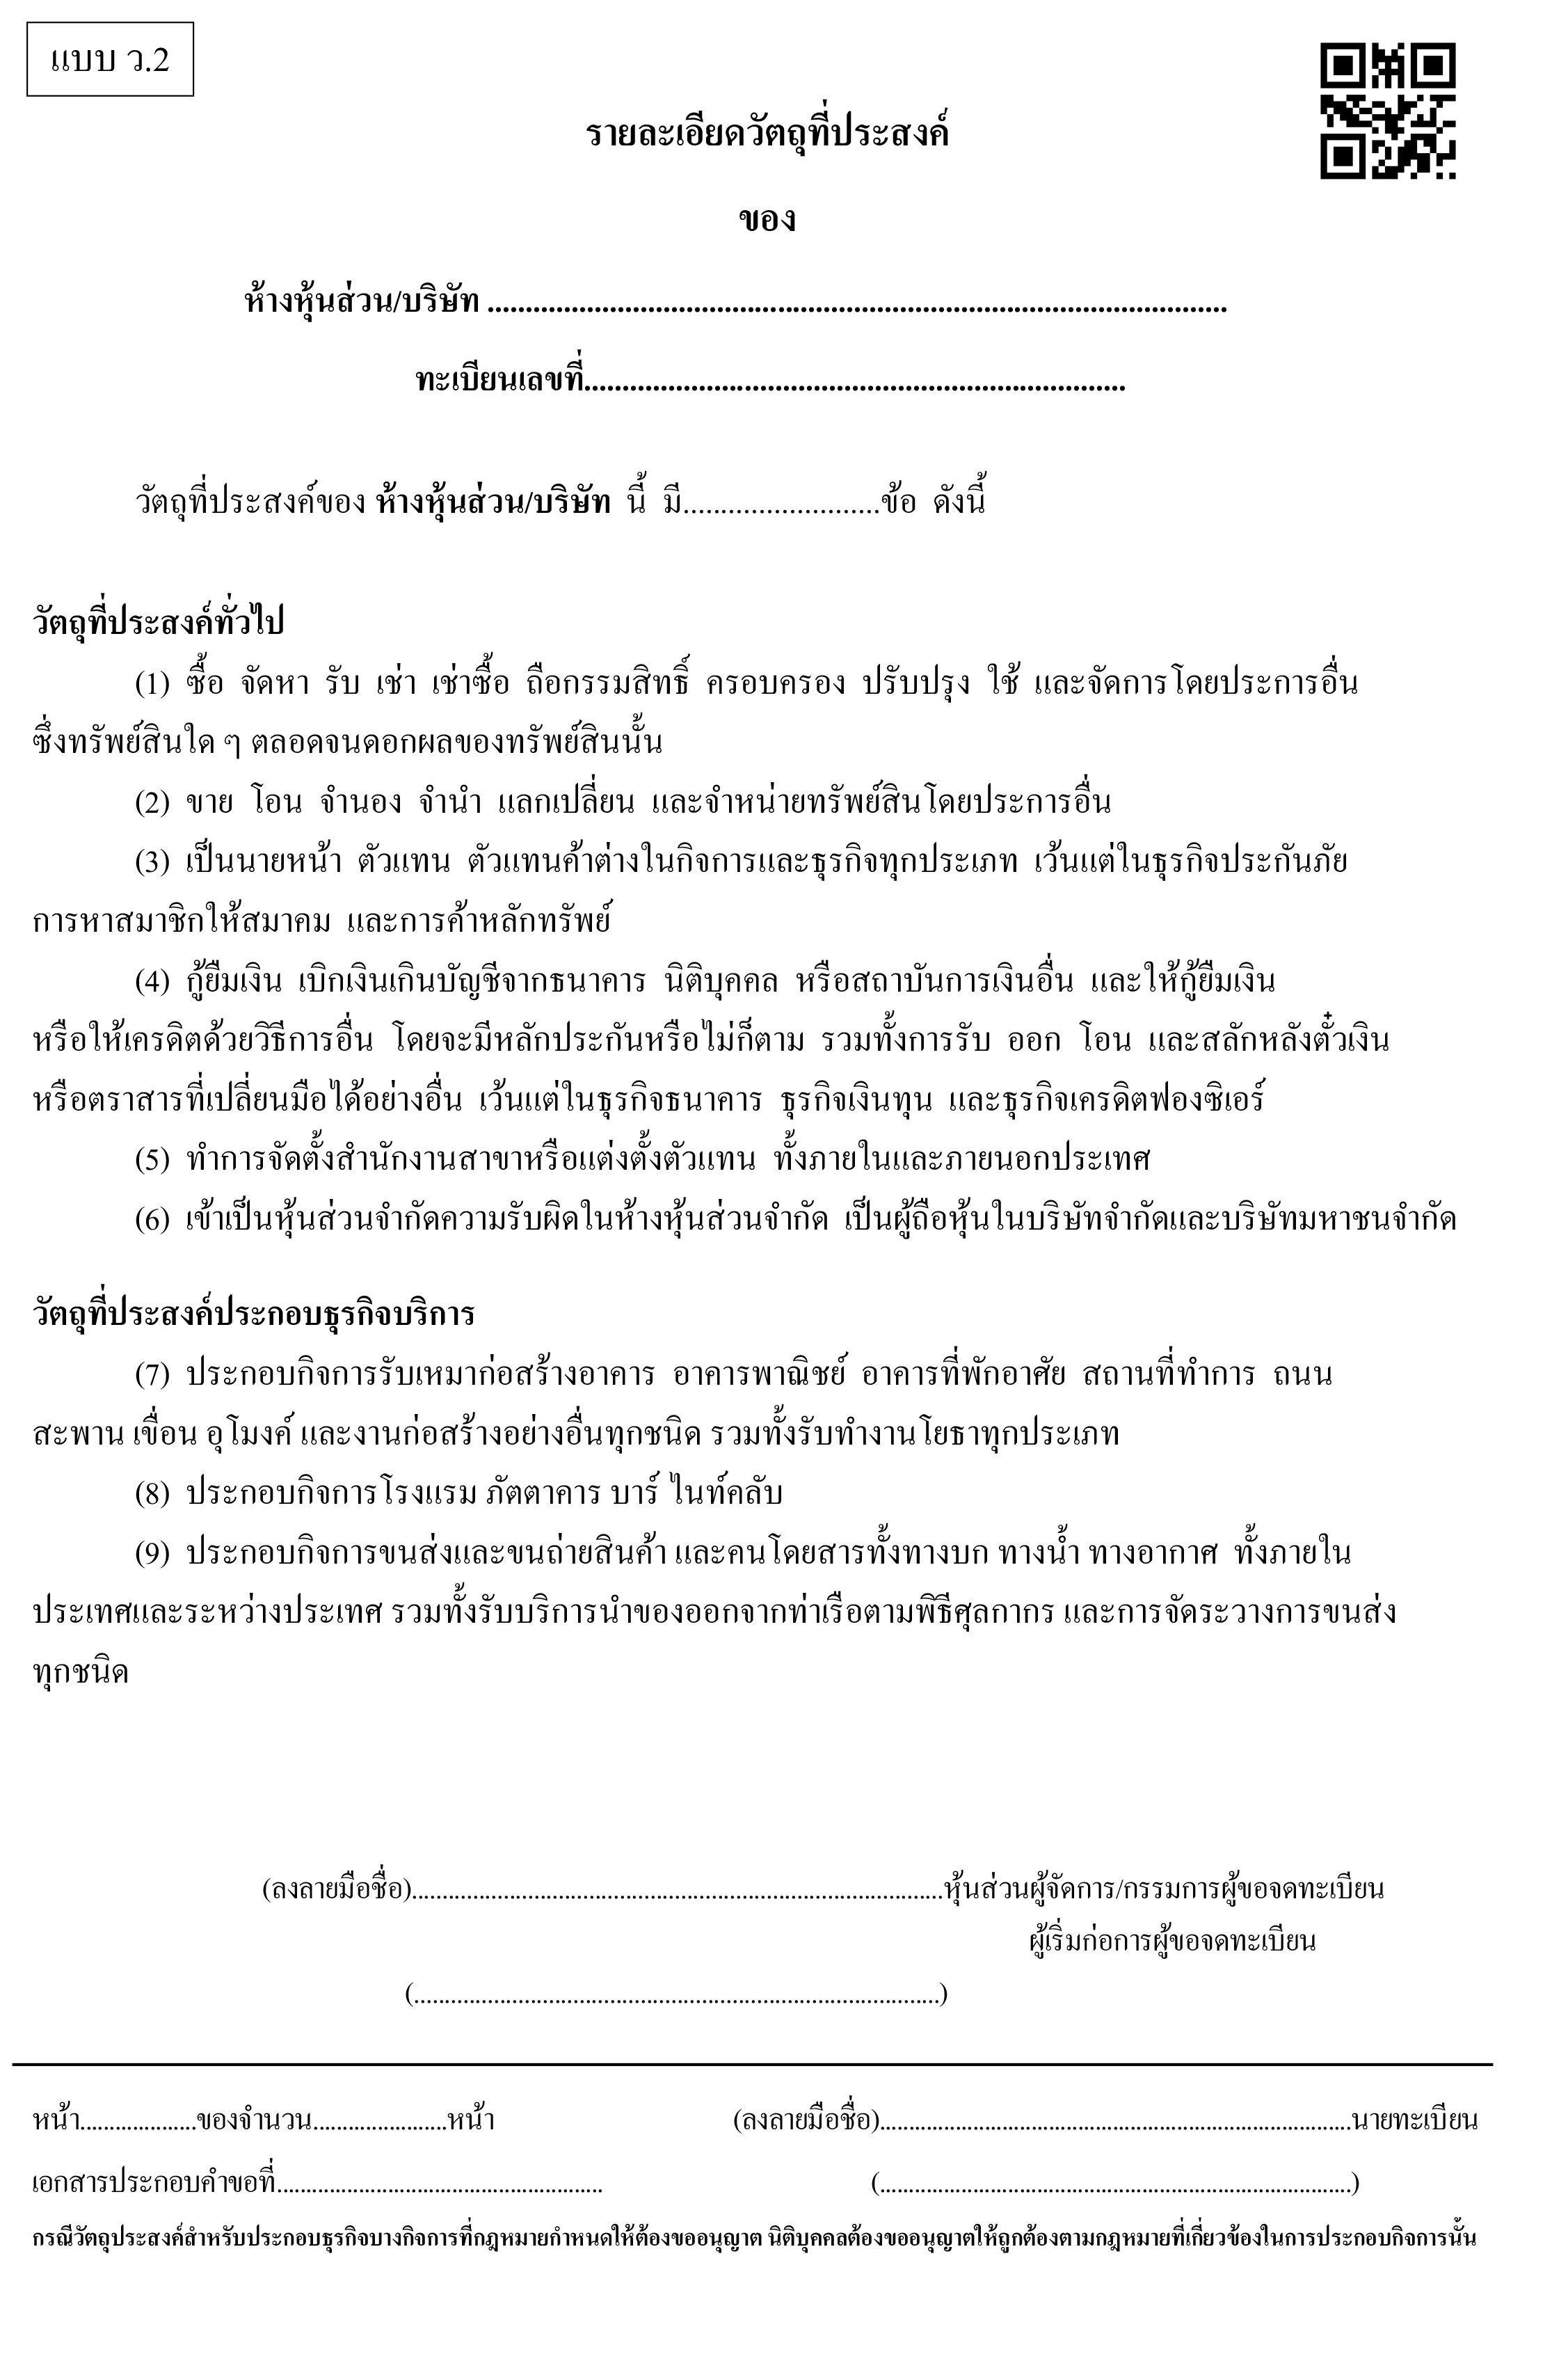 แบบ ว.2
รายละเอียดวัตถุที่ประสงค์
ของ
ห้างหุ้นส่วน/บริษัท ....................................................................................................
ทะเบียนเลขที่.........................................................................
วัตถุที่ประสงค์ของ ห้างหุ้นส่วน/บริษัท นี้ มี..........................ข้อ ดังนี้
วัตถุที่ประสงค์ทั่วไป
(1) ซื้อ จัดหา รับ เช่า เช่าซื้อ ถือกรรมสิทธิ์ ครอบครอง ปรับปรุง ใช้ และจัดการโดยประการอื่น
ซึ่งทรัพย์สินใด ๆ ตลอดจนดอกผลของทรัพย์สินนั้น
(2) ขาย โอน จำนอง จำนำ แลกเปลี่ยน และจำหน่ายทรัพย์สินโดยประการอื่น
(3) เป็นนายหน้า ตัวแทน ตัวแทนค้าต่างในกิจการและธุรกิจทุกประเภท เว้นแต่ในธุรกิจประกันภัย
การหาสมาชิกให้สมาคม และการค้าหลักทรัพย์
(4) กู้ยืมเงิน เบิกเงินเกินบัญชีจากธนาคาร นิติบุคคล หรือสถาบันการเงินอื่น และให้กู้ยืมเงิน
หรือให้เครดิตด้วยวิธีการอื่น โดยจะมีหลักประกันหรือไม่ก็ตาม รวมทั้งการรับ ออก โอน และสลักหลังตั๋วเงิน
หรือตราสารที่เปลี่ยนมือได้อย่างอื่น เว้นแต่ในธุรกิจธนาคาร ธุรกิจเงินทุน และธุรกิจเครดิตฟองซิเอร์
(5) ทำการจัดตั้งสำนักงานสาขาหรือแต่งตั้งตัวแทน ทั้งภายในและภายนอกประเทศ
(6) เข้าเป็นหุ้นส่วนจำกัดความรับผิดในห้างหุ้นส่วนจำกัด เป็นผู้ถือหุ้นในบริษัทจำกัดและบริษัทมหาชนจำกัด
วัตถุที่ประสงค์ประกอบธุรกิจบริการ
(7) ประกอบกิจการรับเหมาก่อสร้างอาคาร อาคารพาณิชย์ อาคารที่พักอาศัย สถานที่ทำการ ถนน
สะพาน เขื่อน อุโมงค์ และงานก่อสร้างอย่างอื่นทุกชนิด รวมทั้งรับทำงานโยธาทุกประเภท
(8) ประกอบกิจการโรงแรม ภัตตาคาร บาร์ ไนท์คลับ
(9) ประกอบกิจการขนส่งและขนถ่ายสินค้า และคนโดยสารทั้งทางบก ทางน้ำ ทางอากาศ ทั้งภายใน
ประเทศและระหว่างประเทศ รวมทั้งรับบริการนำของออกจากท่าเรือตามพิธีศุลกากร และการจัดระวางการขนส่ง
ทุกชนิด
(ลงลายมือชื่อ)........................................................................................หุ้นส่วนผู้จัดการ/กรรมการผู้ขอจดทะเบียน
ผู้เริ่มก่อการผู้ขอจดทะเบียน
(.......................................................................................)
หน้า....................ของจำนวน.......................หน้า (ลงลายมือชื่อ).................................................................................นายทะเบียน
เอกสารประกอบคำขอที่........................................................ (.................................................................................)
กรณีวัตถุประสงค์สำหรับประกอบธุรกิจบางกิจการที่กฎหมายกำหนดให้ต้องขออนุญาต นิติบุคคลต้องขออนุญาตให้ถูกต้องตามกฎหมายที่เกี่ยวข้องในการประกอบกิจการนั้น